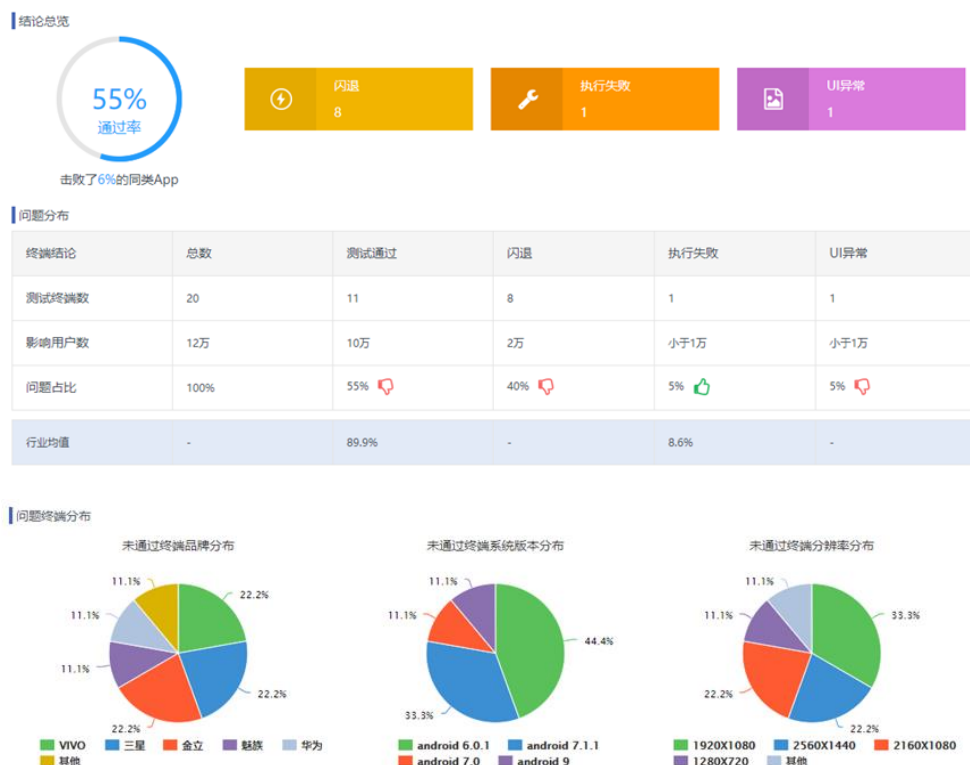 结论总览
55%
通过率
击败了6%的同类App
闪退
8
执行失败
1
UI异常
1
问题分布
终端结论 总数 测试通过 闪退 执行失败 UI异常
测试终端数 20 11 8 1 1
影响用户数 12万 10万 2万 小于1万 小于1万
问题占比 100% 55% 40% 5% 5%
行业均值 - 89.9% - 8.6% -
问题终端分布
未通过终端品牌分布
22.2%
22.2%
22.2%
11.1%
11.1%
11.1%
VIVO 三星 金立 魅族 华为
其他
未通过终端系统版本分布
44.4%
33.3%
11.1%
11.1%
android 6.0.1 android 7.1.1
android 7.0 android 9
未通过终端分辨率分布
33.3%
22.2%
22.2%
11.1%
11.1%
1920X1080 2560X1440 2160X1080
1280X720 其他